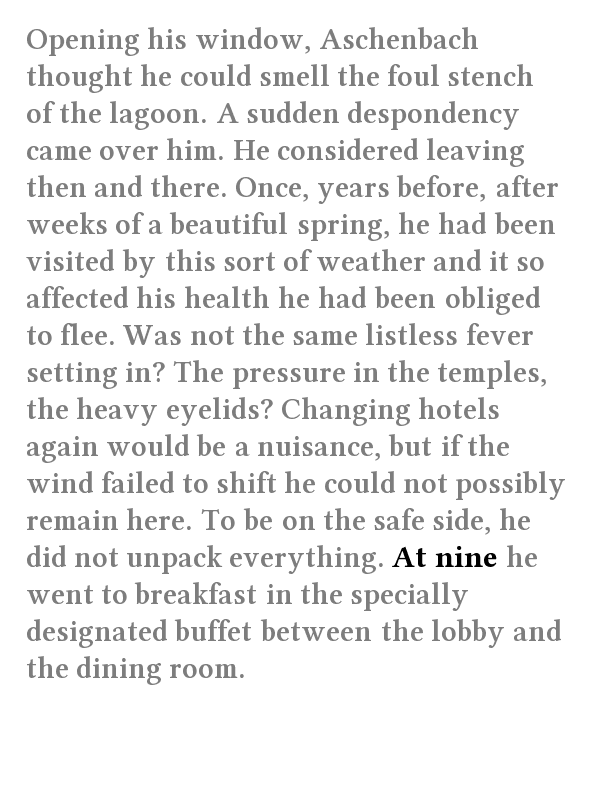 Opening his window, Aschenbach
thought he could smell the foul stench
of the lagoon. A sudden despondency
came over him. He considered leaving
then and there. Once, years before, after
weeks of a beautiful spring, he had been
visited by this sort of weather and it so
affected his health he had been obliged
to flee. Was not the same listless fever
setting in? The pressure in the temples,
the heavy eyelids? Changing hotels
again would be a nuisance, but if the
wind failed to shift he could not possibly
remain here. To be on the safe side, he
did not unpack everything. At nine he
went to breakfast in the specially
designated buffet between the lobby and
the dining room.